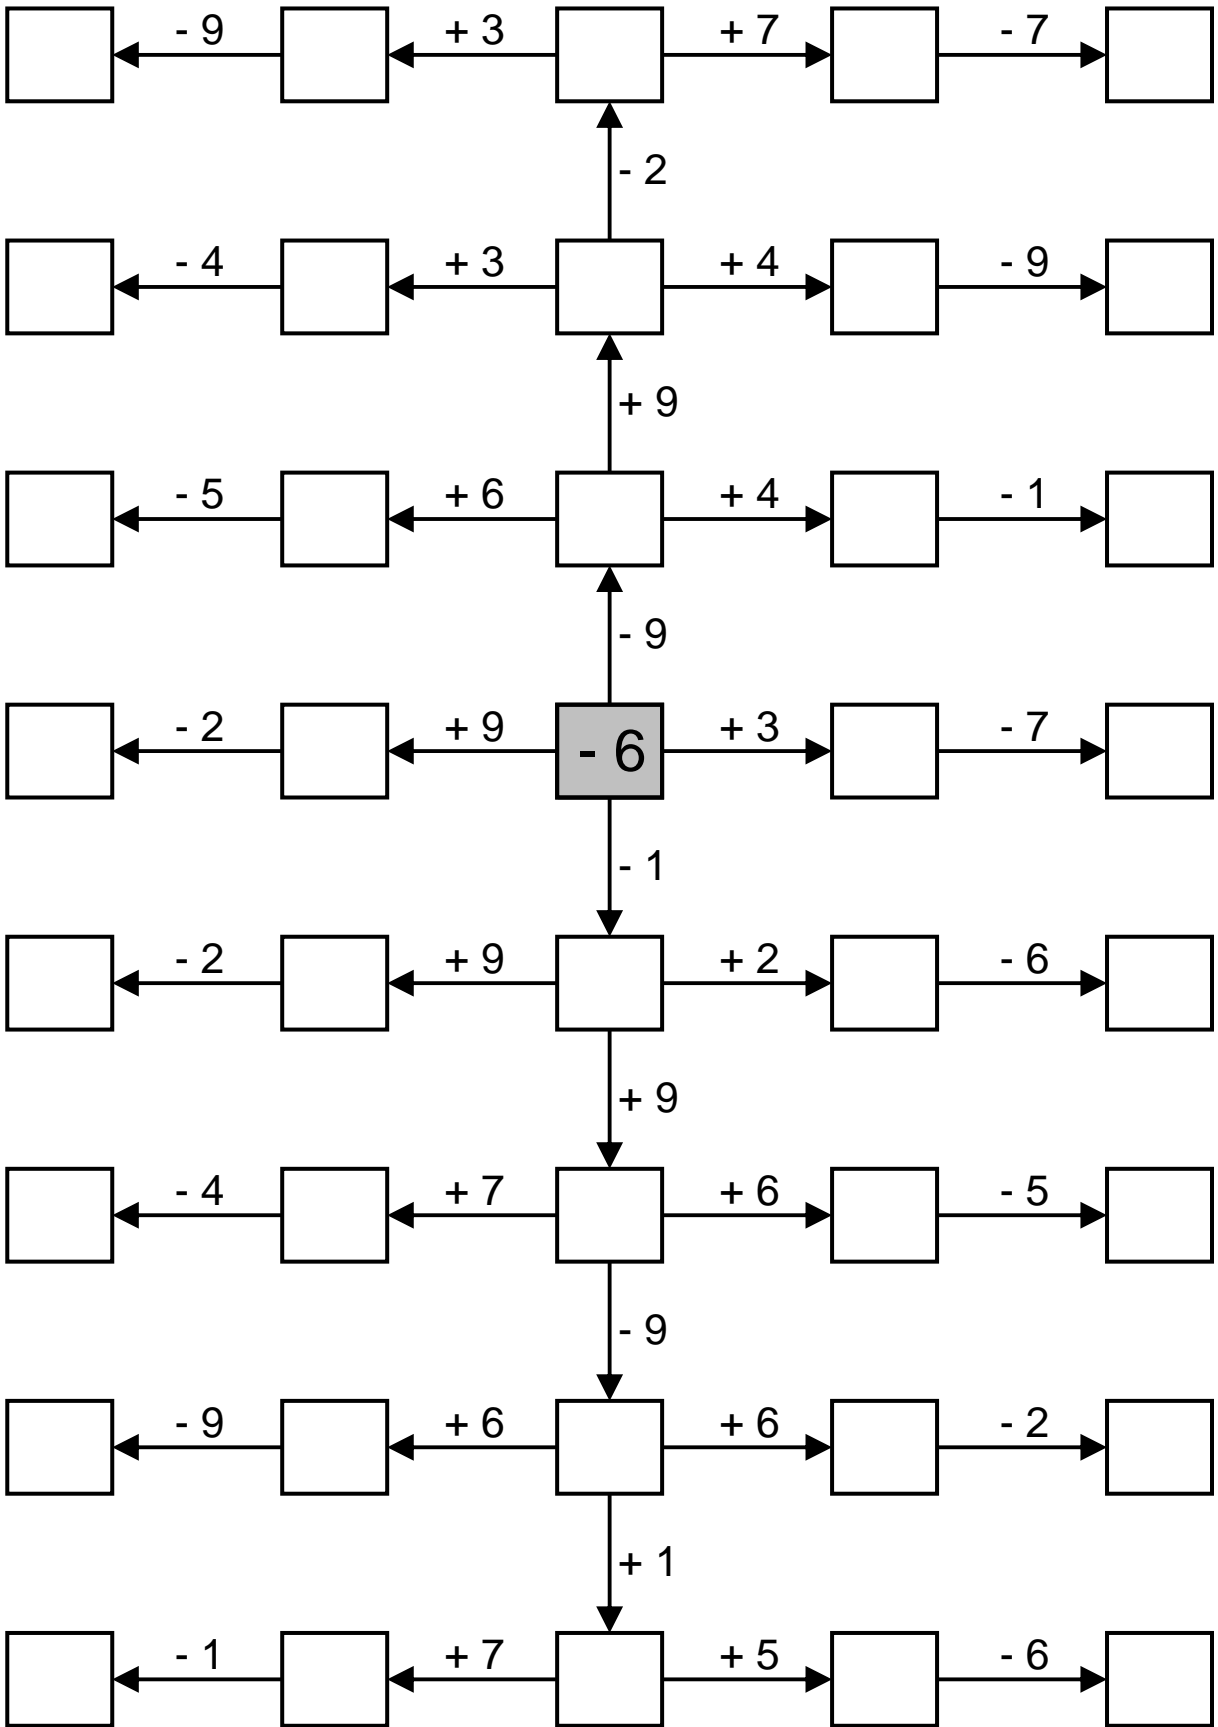 - 9 + 3 + 7 - 7
- 2
- 4 + 3 + 4 - 9
+ 9
- 5 + 6 + 4 - 1
- 9
- 2 + 9 - 6 + 3 - 7
- 1
- 2 + 9 + 2 - 6
+ 9
- 4 + 7 + 6 - 5
- 9
- 9 + 6 + 6 - 2
+ 1
- 1 + 7 + 5 - 6